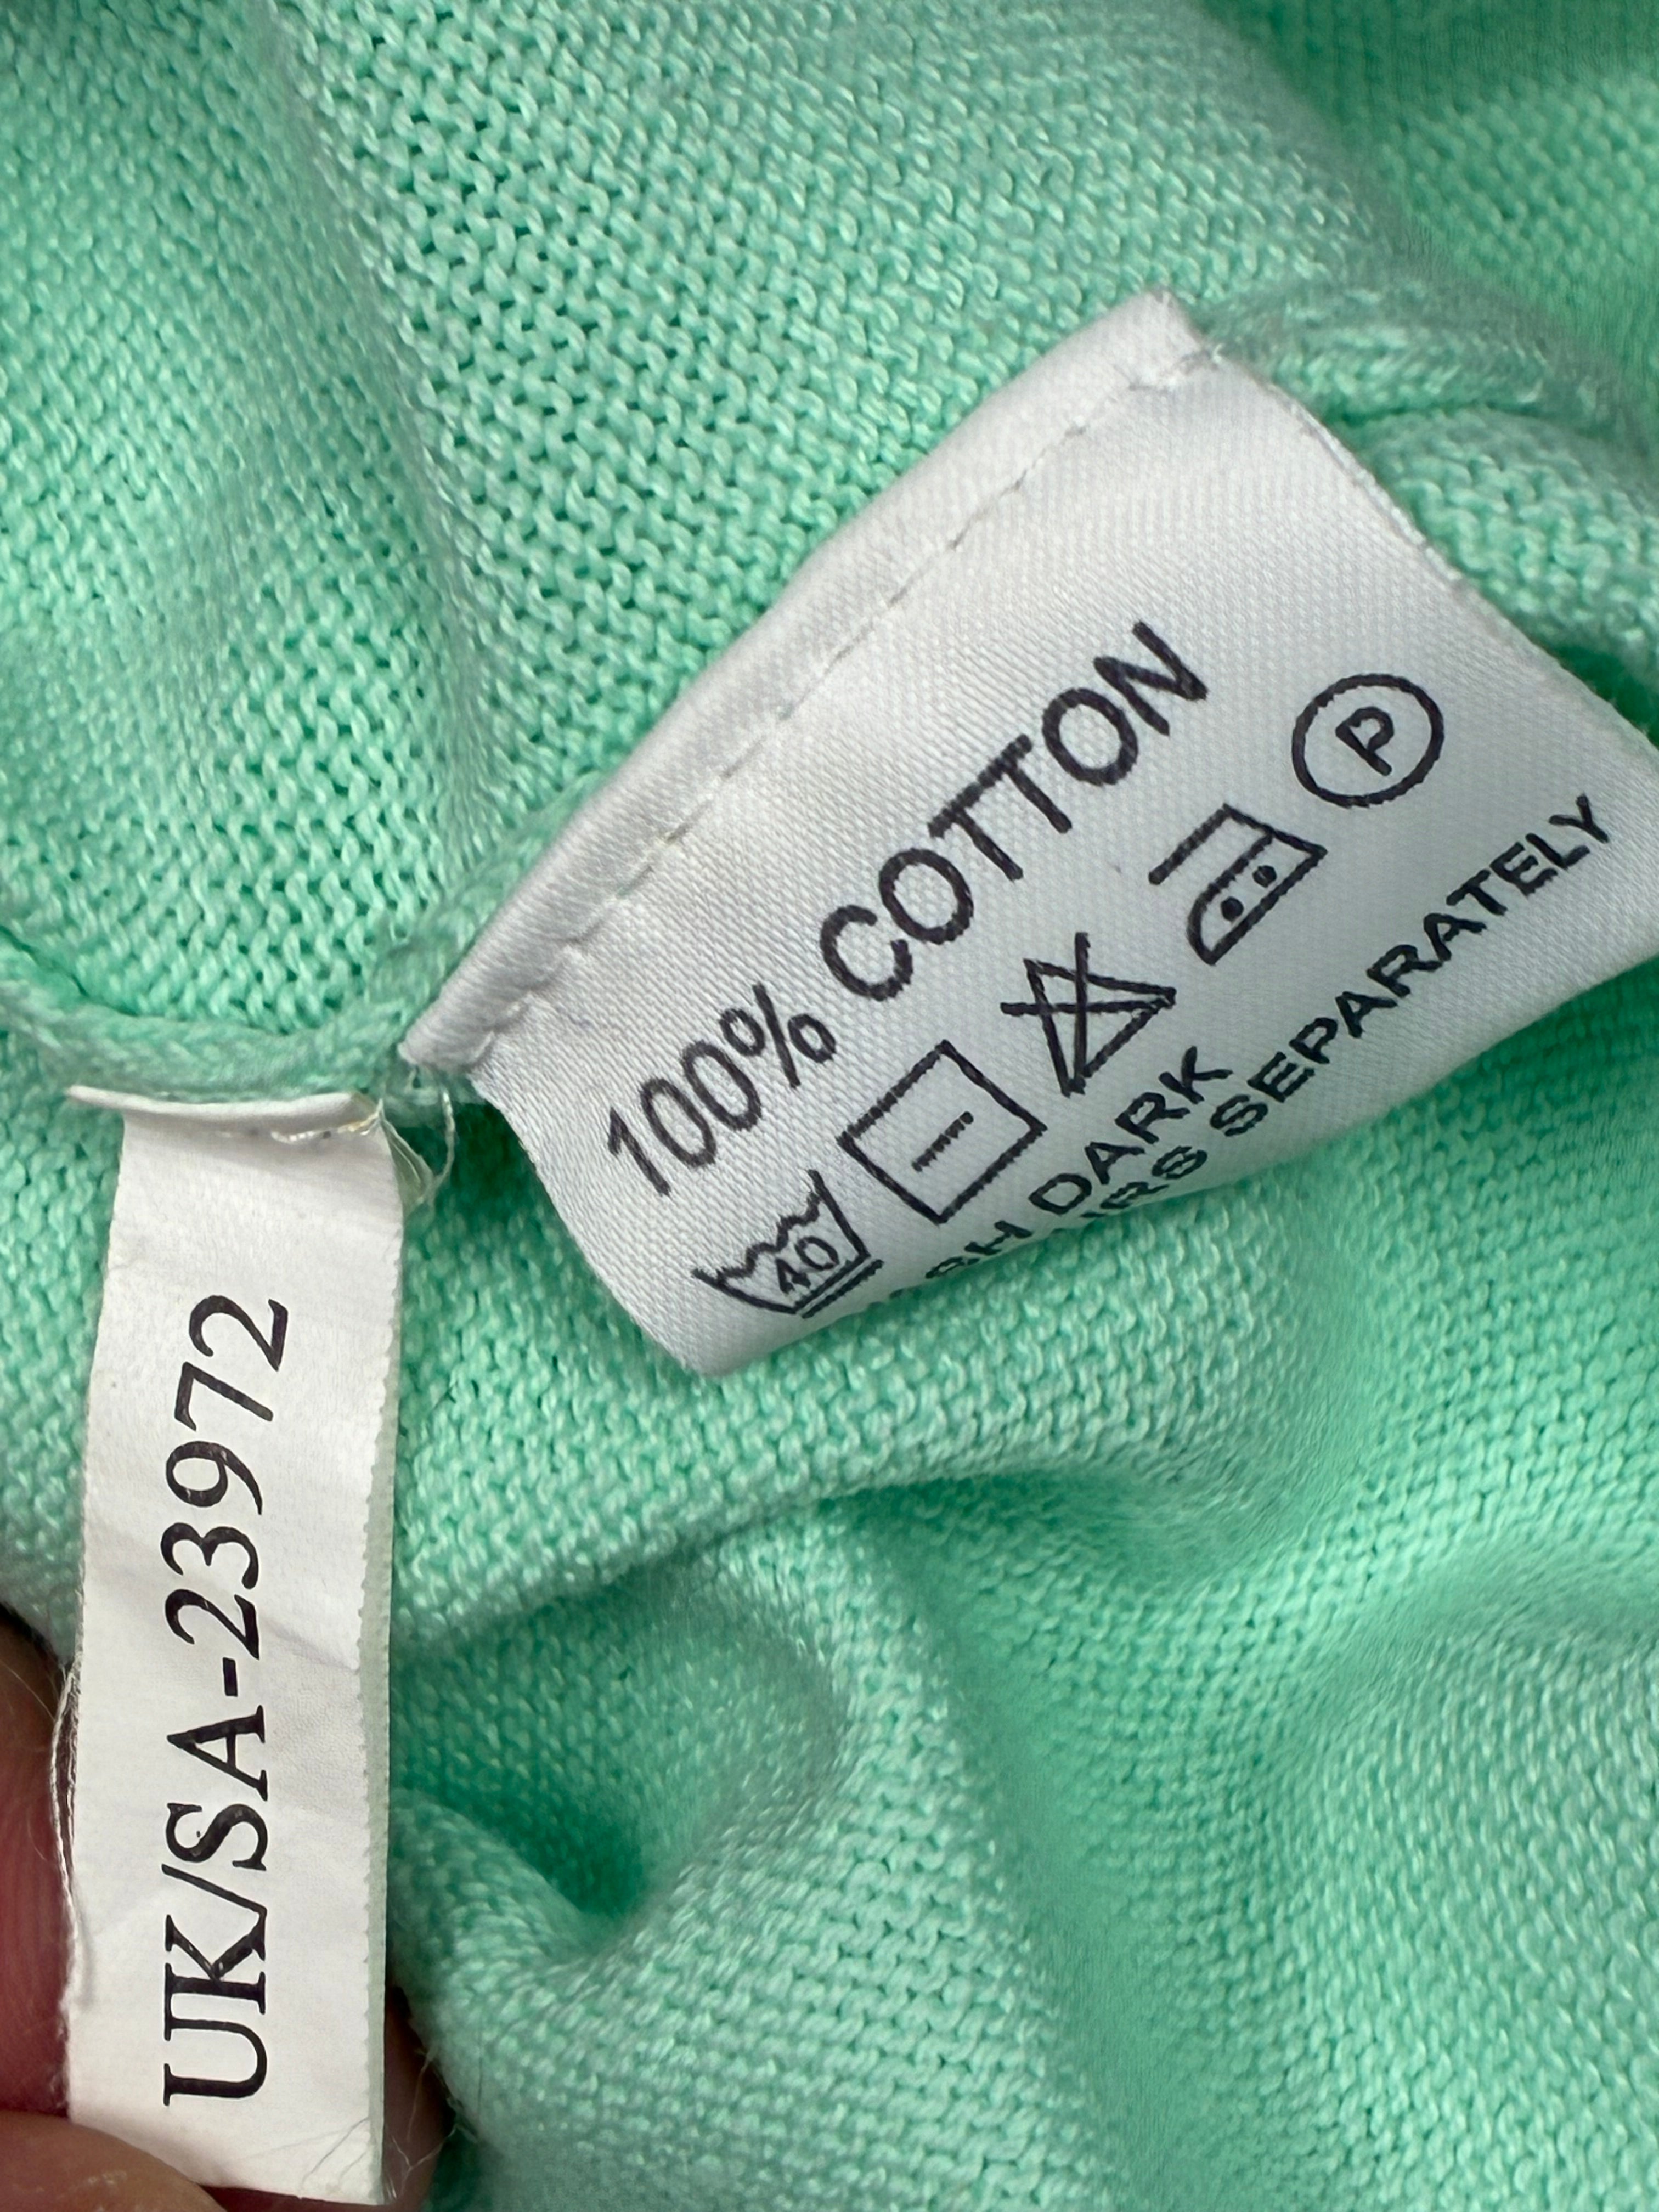 100% COTTON
40
P
DARK
SEPARATELY
UK/SA-23972